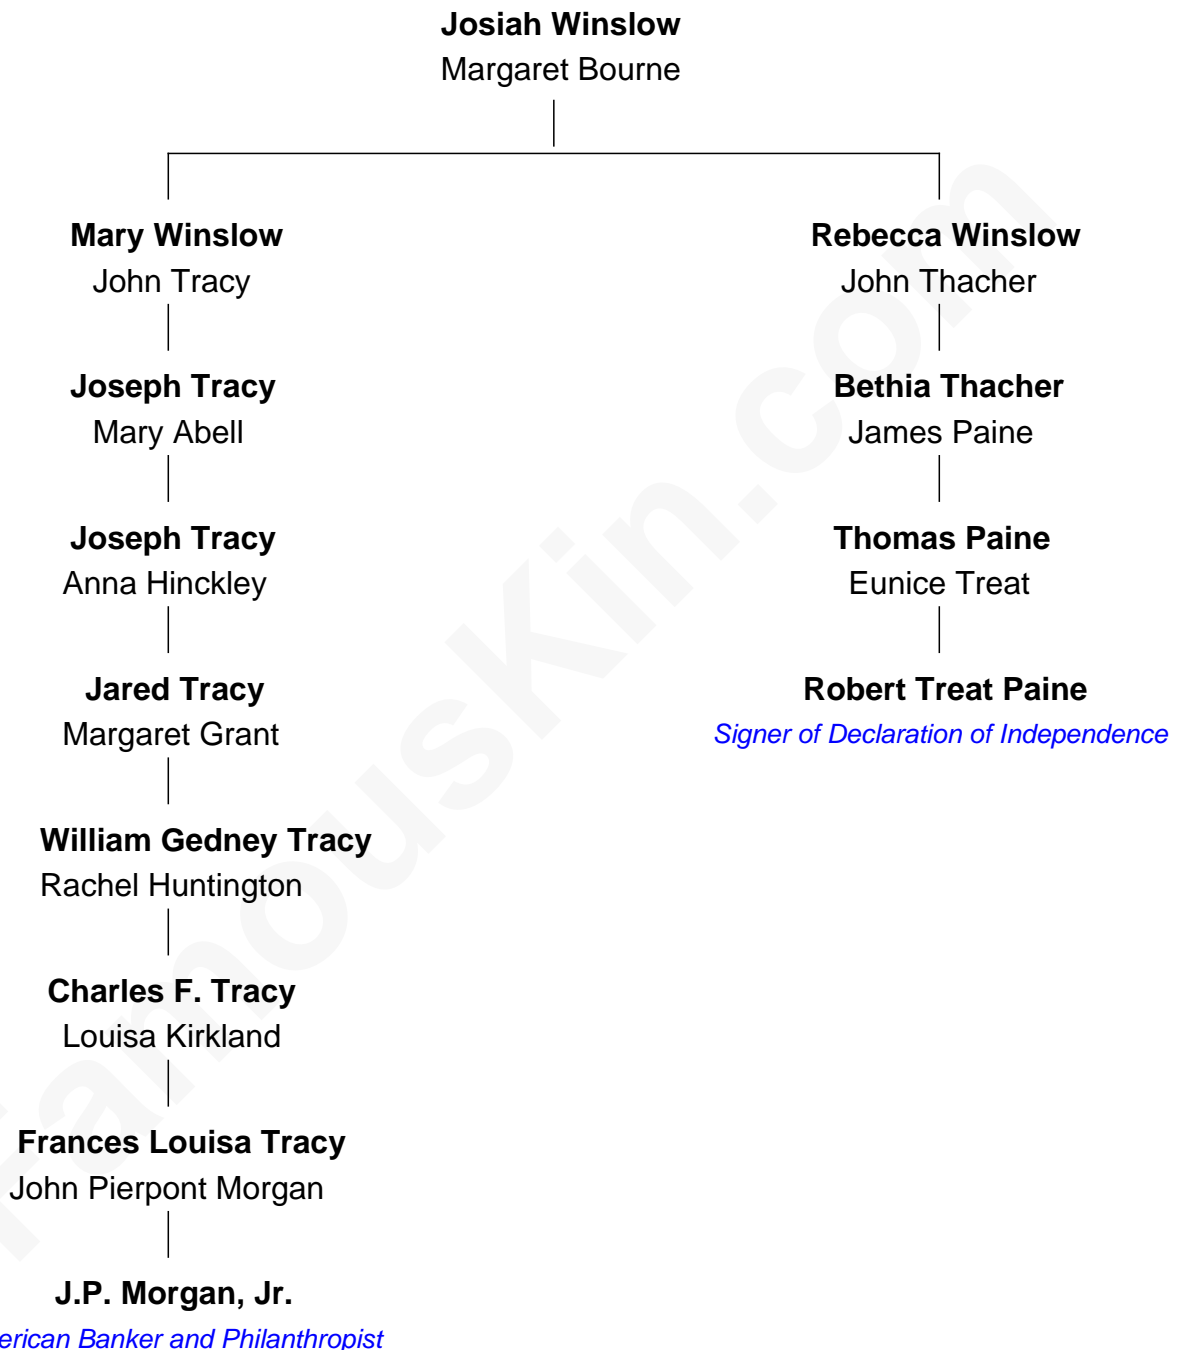 Josiah Winslow
Margaret Bourne
Mary Winslow
John Tracy
Rebecca Winslow
John Thacher
Joseph Tracy
Mary Abell
Bethia Thacher
James Paine
Joseph Tracy
Anna Hinckley
Thomas Paine
Eunice Treat
Jared Tracy
Margaret Grant
Robert Treat Paine
Signer of Declaration of Independence
William Gedney Tracy
Rachel Huntington
Charles F. Tracy
Louisa Kirkland
Frances Louisa Tracy
John Pierpont Morgan
J.P. Morgan, Jr.
erican Banker and Philanthropist
FamousKin.com